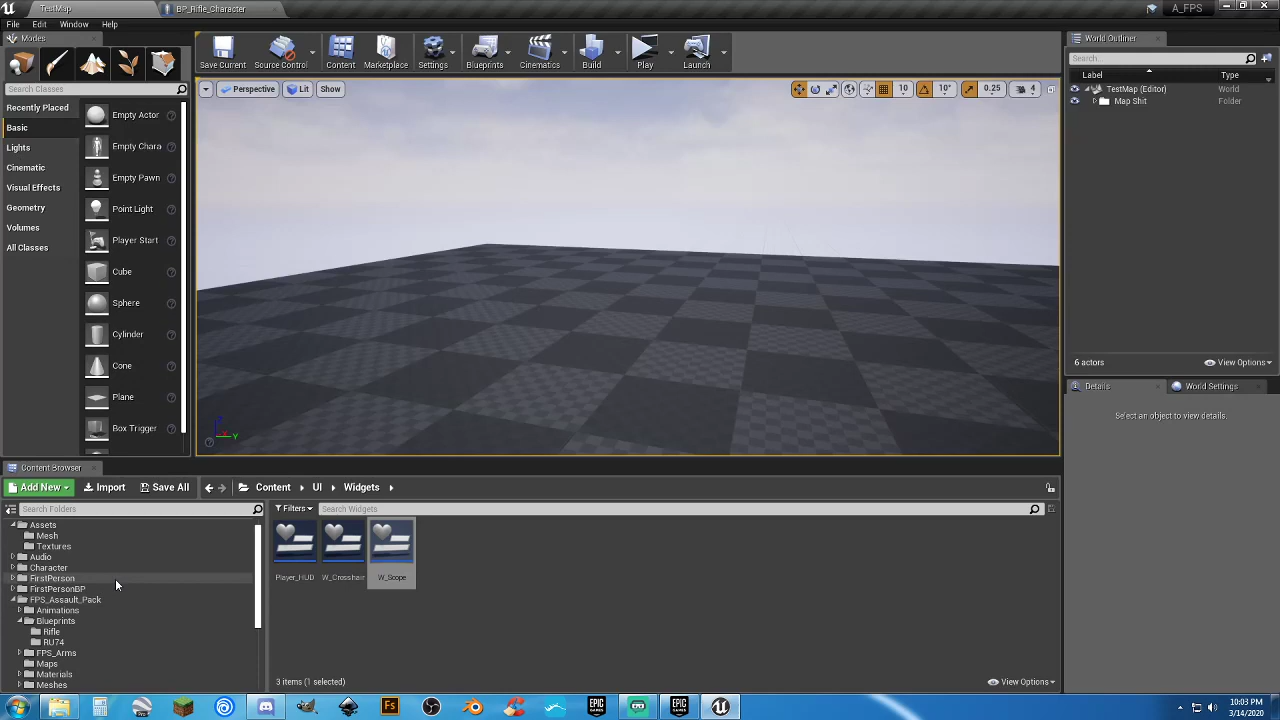 TestMap
BP_Rifle_Character
A_FPS
File
Edit
Window
Help
Modes
Search Classes
Recently Placed
Basic
Lights
Cinematic
Visual Effects
Geometry
Volumes
All Classes
Empty Actor
Empty Chara
Empty Pawn
Point Light
Player Start
Cube
Sphere
Cylinder
Cone
Plane
Box Trigger
Save Current
Source Control
Content
Marketplace
Settings
Blueprints
Cinematics
Build
Play
Launch
Perspective
Lit
Show
10
10°
0.25
4
World Outliner
Search...
Label
Type
TestMap (Editor)
World
Map Shit
Folder
6 actors
View Options
Details
World Settings
Select an object to view details.
Content Browser
Add New
Import
Save All
Content
UI
Widgets
Search Folders
Filters
Search Widgets
Assets
Mesh
Textures
Audio
Character
FirstPerson
FirstPersonBP
FPS_Assault_Pack
Animations
Blueprints
Rifle
RU74
FPS_Arms
Maps
Materials
Meshes
Player_HUD
W_Crosshair
W_Scope
3 items (1 selected)
View Options
10:03 PM
3/14/2020